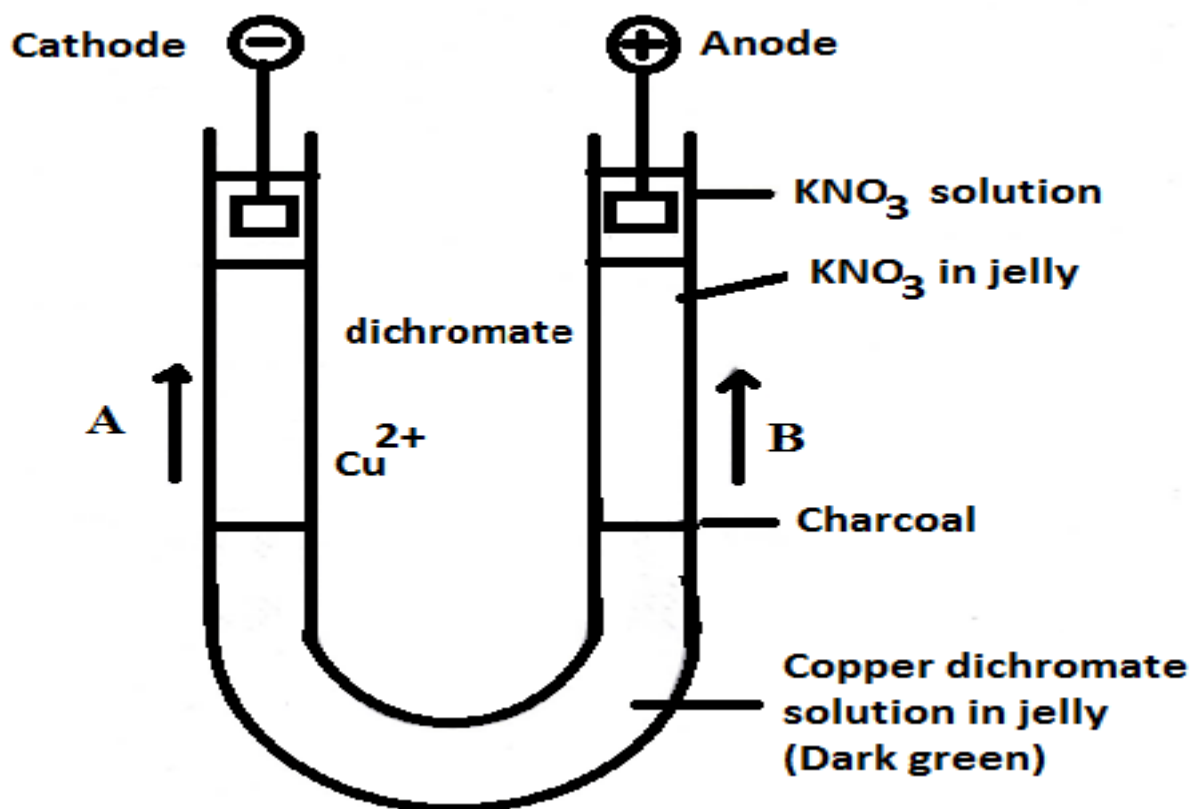 Cathode
−
+
Anode
KNO3 solution
KNO3 in jelly
dichromate
A
Cu2+
B
Charcoal
Copper dichromate
solution in jelly
(Dark green)